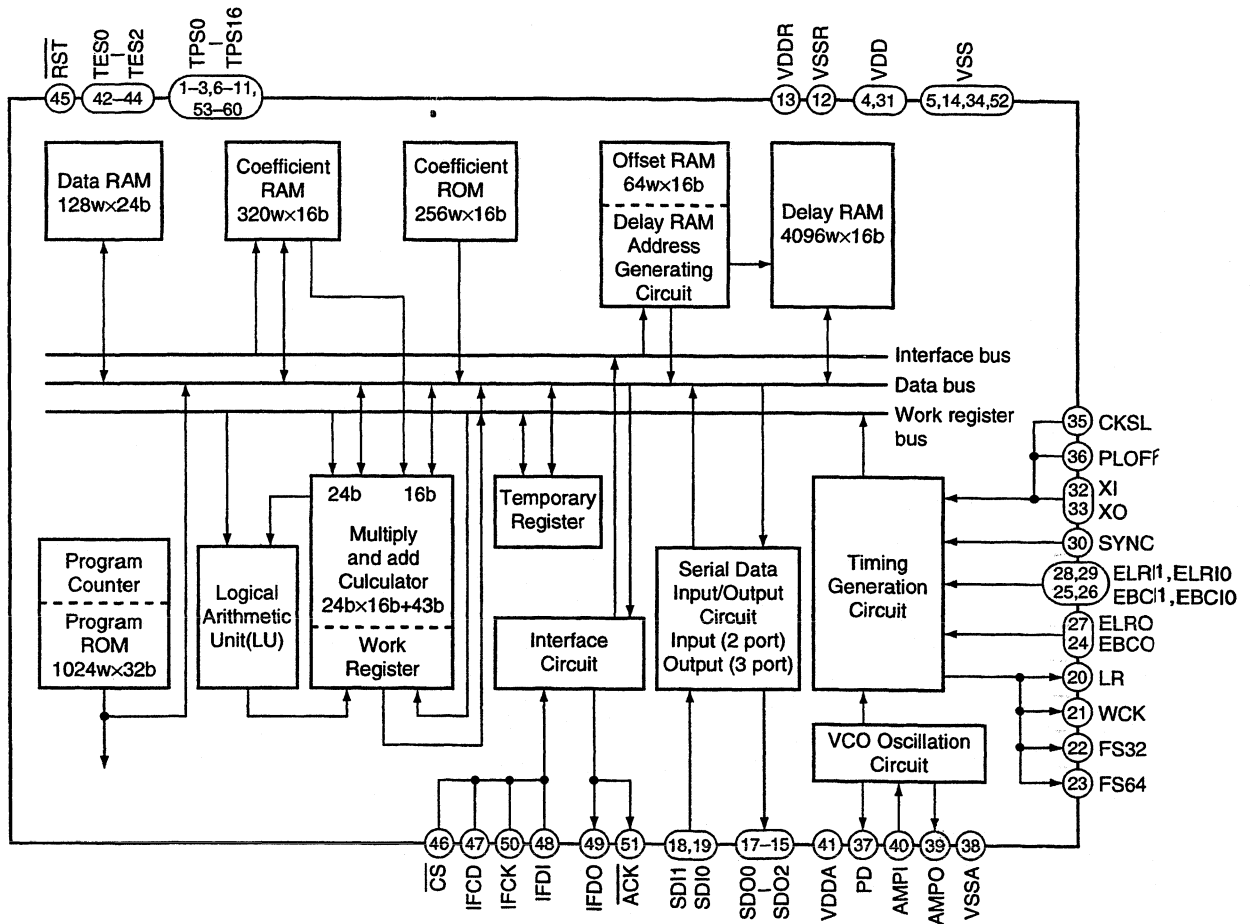 RST
TES0
–
TES2
TPS0
–
TPS16
VDDR
VSSR
VDD
VSS
45
42–44
1–3,6–11,
53–60
13
12
4,31
5,14,34,52
Data RAM
128w×24b
Coefficient
RAM
320w×16b
Coefficient
ROM
256w×16b
Offset RAM
64w×16b
Delay RAM
Address
Generating
Circuit
Delay RAM
4096w×16b
Interface bus
Data bus
Work register
bus
Program
Counter
Program
ROM
1024w×32b
Logical
Arithmetic
Unit(LU)
24b 16b
Multiply
and add
Calculator
24b×16b+43b
Work
Register
Temporary
Register
Interface
Circuit
Serial Data
Input/Output
Circuit
Input (2 port)
Output (3 port)
Timing
Generation
Circuit
VCO Oscillation
Circuit
35 CKSL
36 PLOFF
32 XI
33 XO
30 SYNC
28,29 ELRI1,ELRI0
25,26 EBCI1,EBCI0
27 ELRO
24 EBCO
20 LR
21 WCK
22 FS32
23 FS64
46
47
50
48
49
51
18,19
17–15
41
37
40
39
38
CS
IFCD
IFCK
IFDI
IFDO
ACK
SDI1
SDI0
SDO0
–
SDO2
VDDA
PD
AMPI
AMPO
VSSA